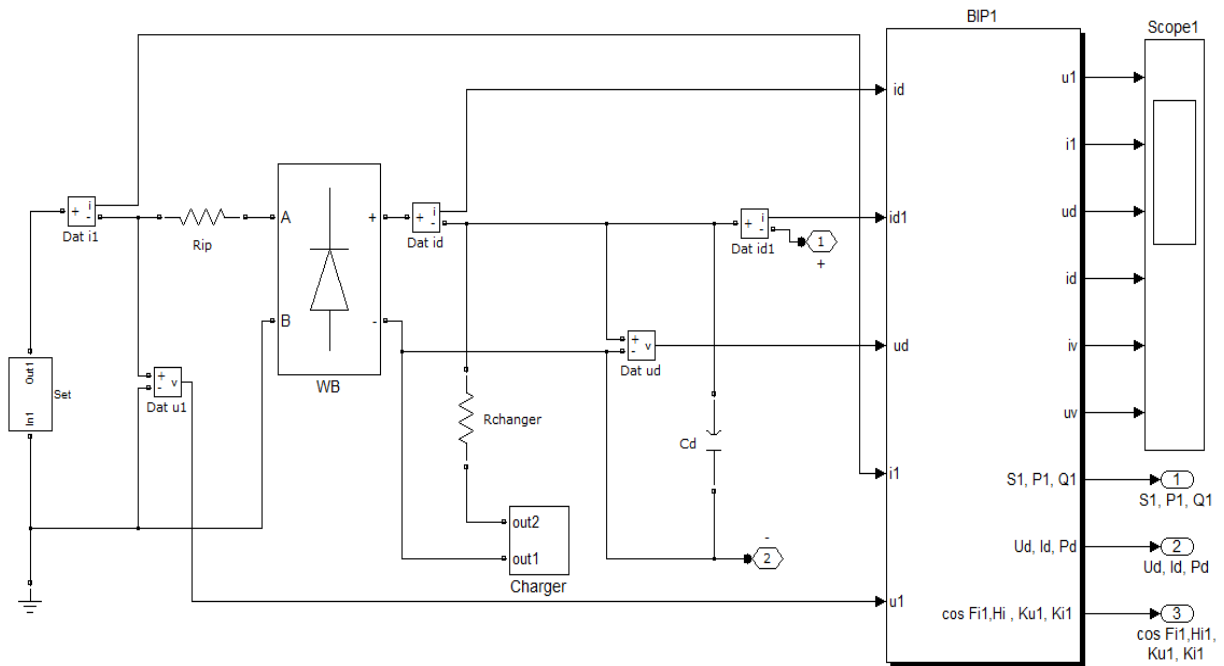 BIP1
Scope1
id
id1
ud
i1
u1
u1
i1
ud
id
iv
uv
S1, P1, Q1
Ud, Id, Pd
cos Fi1,Hi , Ku1, Ki1
1
S1, P1, Q1
2
Ud, Id, Pd
3
cos Fi1,Hi1,
Ku1, Ki1
+ i
-
Dat i1
Rip
A
B
+
-
WB
+ i
-
Dat id
+ i
-
Dat id1
1
+
Out1
In1
Set
+
- v
Dat u1
Rchanger
+
- v
Dat ud
Cd
out2
out1
Charger
-
2